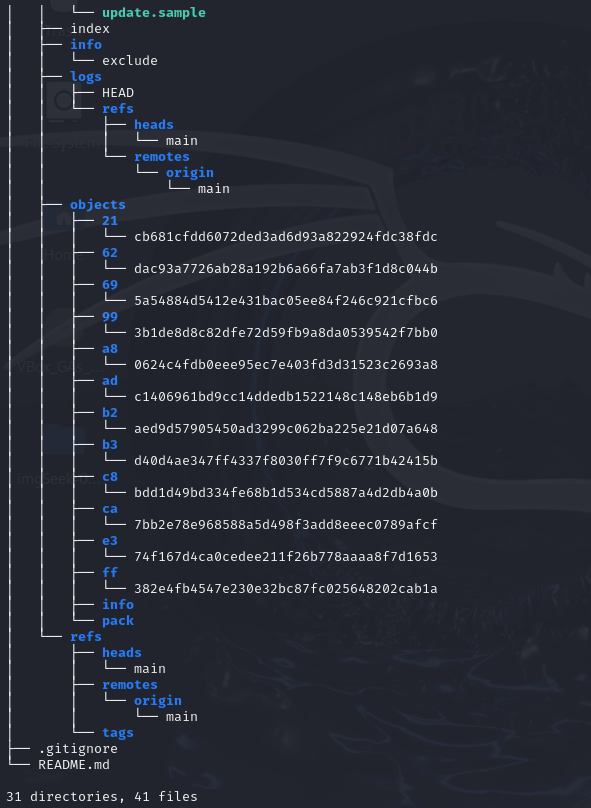 │   │   └── update.sample
│   ├── index
│   ├── info
│   │   └── exclude
│   ├── logs
│   │   ├── HEAD
│   │   └── refs
│   │       ├── heads
│   │       │   └── main
│   │       └── remotes
│   │           └── origin
│   │               └── main
│   ├── objects
│   │   ├── 21
│   │   │   └── cb681cfdd6072ded3ad6d93a822924fdc38fdc
│   │   ├── 62
│   │   │   └── dac93a7726ab28a192b6a66fa7ab3f1d8c044b
│   │   ├── 69
│   │   │   └── 5a54884d5412e431bac05ee84f246c921cfbc6
│   │   ├── 99
│   │   │   └── 3b1de8d8c82dfe72d59fb9a8da0539542f7bb0
│   │   ├── a8
│   │   │   └── 0624c4fdb0eee95ec7e403fd3d31523c2693a8
│   │   ├── ad
│   │   │   └── c1406961bd9cc14ddedb1522148c148eb6b1d9
│   │   ├── b2
│   │   │   └── aed9d57905450ad3299c062ba225e21d07a648
│   │   ├── b3
│   │   │   └── d40d4ae347ff4337f8030ff7f9c6771b42415b
│   │   ├── c8
│   │   │   └── bdd1d49bd334fe68b1d534cd5887a4d2db4a0b
│   │   ├── ca
│   │   │   └── 7bb2e78e968588a5d498f3add8eeec0789afcf
│   │   ├── e3
│   │   │   └── 74f167d4ca0cedee211f26b778aaaa8f7d1653
│   │   ├── ff
│   │   │   └── 382e4fb4547e230e32bc87fc025648202cab1a
│   │   ├── info
│   │   └── pack
│   └── refs
│       ├── heads
│       │   └── main
│       ├── remotes
│       │   └── origin
│       │       └── main
│       └── tags
├── .gitignore
└── README.md
31 directories, 41 files